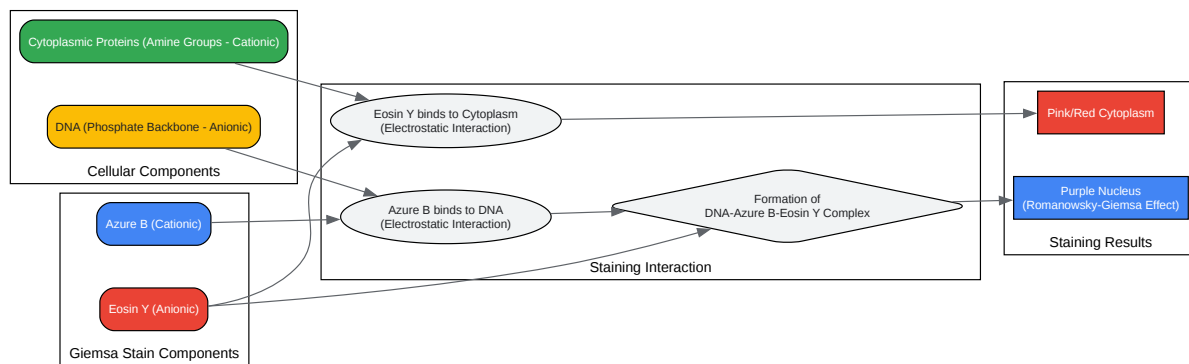 Cytoplasmic Proteins (Amine Groups - Cationic)
DNA (Phosphate Backbone - Anionic)
Cellular Components
Azure B (Cationic)
Eosin Y (Anionic)
Giemsa Stain Components
Eosin Y binds to Cytoplasm
(Electrostatic Interaction)
Azure B binds to DNA
(Electrostatic Interaction)
Formation of
DNA-Azure B-Eosin Y Complex
Staining Interaction
Pink/Red Cytoplasm
Purple Nucleus
(Romanowsky-Giemsa Effect)
Staining Results